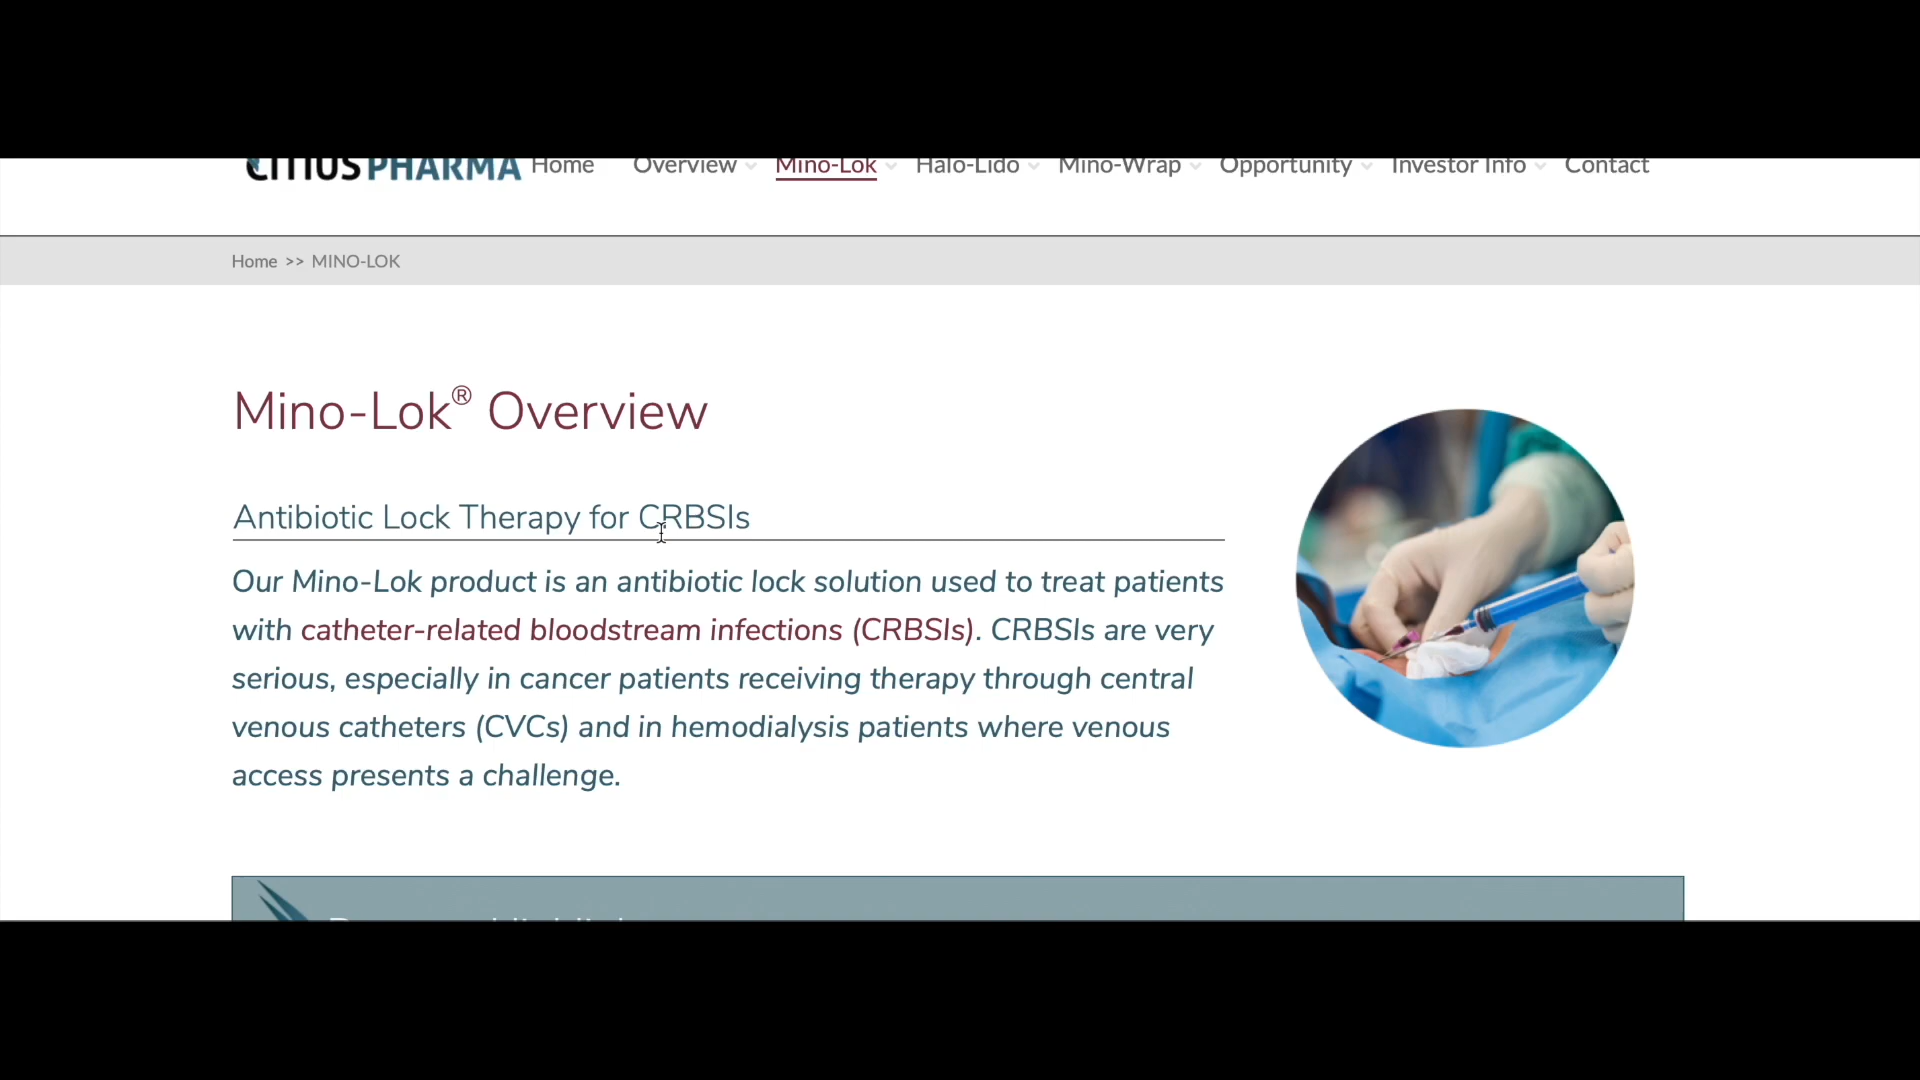 CITIUS PHARMA Home Overview Mino-Lok Halo-Lido Mino-Wrap Opportunity Investor Info Contact
Home >> MINO-LOK
Mino-Lok® Overview
Antibiotic Lock Therapy for CRBSIs
Our Mino-Lok product is an antibiotic lock solution used to treat patients
with catheter-related bloodstream infections (CRBSIs). CRBSIs are very
serious, especially in cancer patients receiving therapy through central
venous catheters (CVCs) and in hemodialysis patients where venous
access presents a challenge.